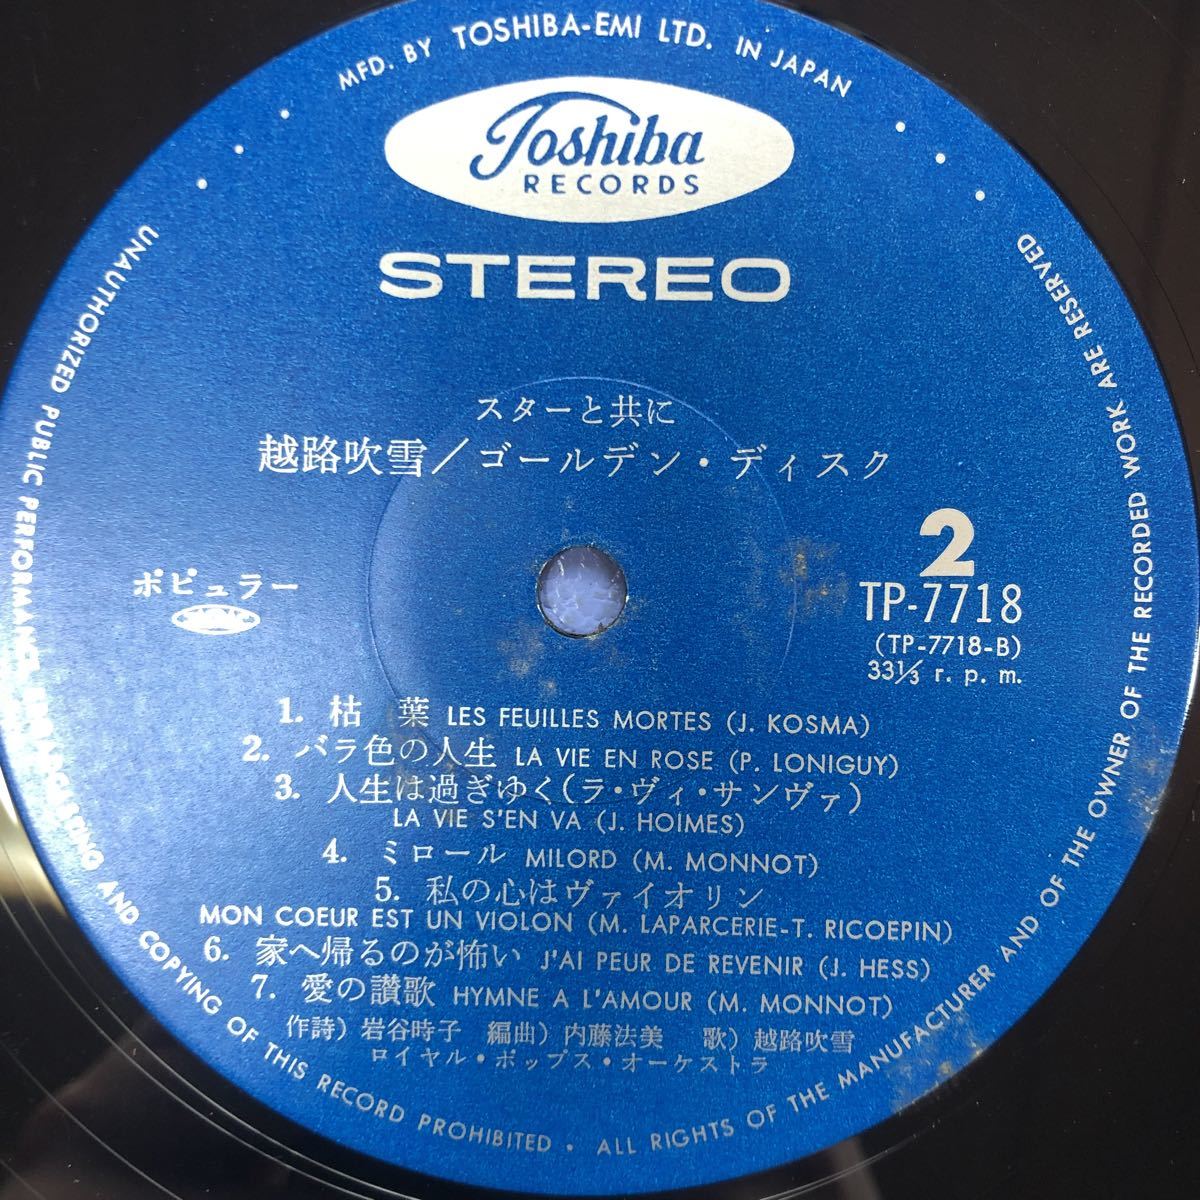 MFD. BY TOSHIBA-EMI LTD. IN JAPAN
Toshiba
RECORDS
STEREO
スターと共に
越路吹雪／ゴールデン・ディスク
2
TP-7718
(TP-7718-B)
33⅓ r. p. m.
ポピュラー
1. 枯 葉 LES FEUILLES MORTES (J. KOSMA)
2. バラ色の人生 LA VIE EN ROSE (P. LONIGUY)
3. 人生は過ぎゆく(ラ・ヴィ・サンヴァ)
LA VIE S'EN VA (J. HOIMES)
4. ミロール MILORD (M. MONNOT)
5. 私の心はヴァイオリン
MON COEUR EST UN VIOLON (M. LAPARCERIE-T. RICOEPIN)
6. 家へ帰るのが怖い J'AI PEUR DE REVENIR (J. HESS)
7. 愛の讃歌 HYMNE A L'AMOUR (M. MONNOT)
作詩) 岩谷時子 編曲) 内藤法美 歌) 越路吹雪
ロイヤル・ポップス・オーケストラ
UNAUTHORIZED PUBLIC PERFORMANCE BROADCASTING AND COPYING OF THIS RECORD PROHIBITED • ALL RIGHTS OF THE MANUFACTURER AND OF THE OWNER OF THE RECORDED WORK ARE RESERVED